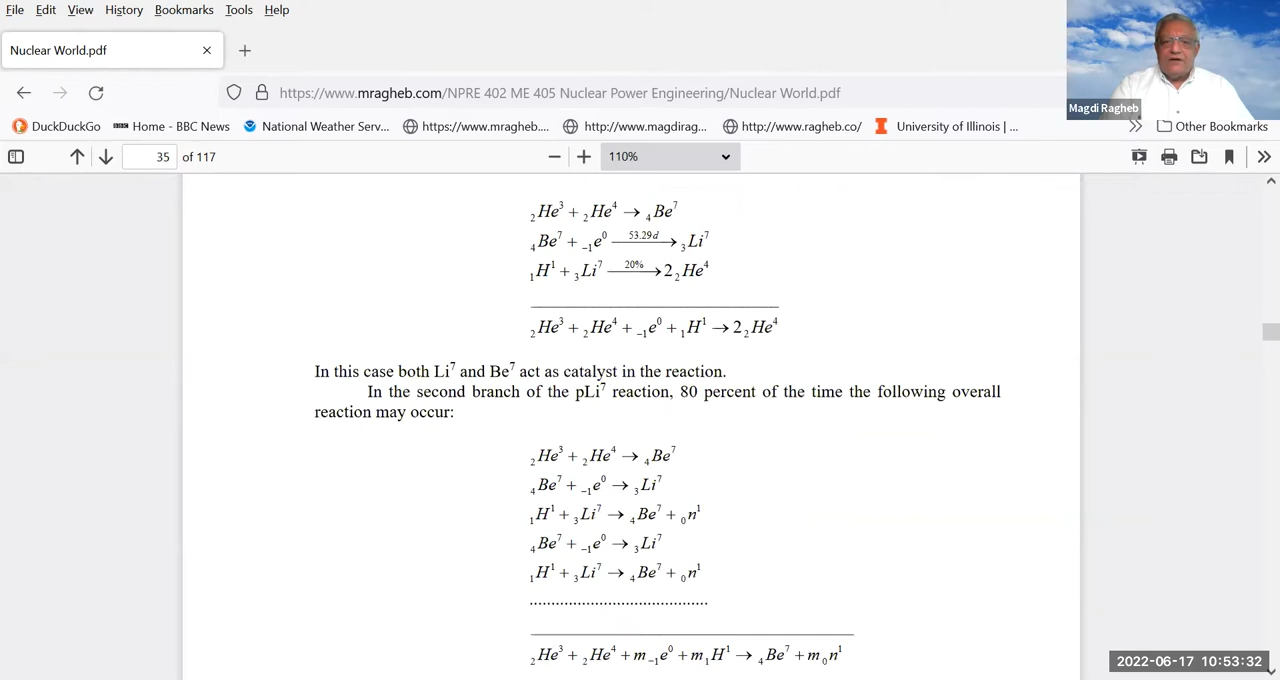 File Edit View History Bookmarks Tools Help
Nuclear World.pdf
https://www.mragheb.com/NPRE 402 ME 405 Nuclear Power Engineering/Nuclear World.pdf
Magdi Ragheb
DuckDuckGo BBC Home - BBC News National Weather Serv... https://www.mragheb.... http://www.magdirag... http://www.ragheb.co/ University of Illinois | ... Other Bookmarks
35 of 117 110%
₂He³ + ₂He⁴ → ₄Be⁷
₄Be⁷ + ₋₁e⁰ —53.29d→ ₃Li⁷
₁H¹ + ₃Li⁷ —20%→ 2 ₂He⁴
₂He³ + ₂He⁴ + ₋₁e⁰ + ₁H¹ → 2 ₂He⁴
In this case both Li⁷ and Be⁷ act as catalyst in the reaction.
In the second branch of the pLi⁷ reaction, 80 percent of the time the following overall
reaction may occur:
₂He³ + ₂He⁴ → ₄Be⁷
₄Be⁷ + ₋₁e⁰ → ₃Li⁷
₁H¹ + ₃Li⁷ → ₄Be⁷ + ₀n¹
₄Be⁷ + ₋₁e⁰ → ₃Li⁷
₁H¹ + ₃Li⁷ → ₄Be⁷ + ₀n¹
.........................................
₂He³ + ₂He⁴ + m ₋₁e⁰ + m ₁H¹ → ₄Be⁷ + m ₀n¹
2022-06-17 10:53:32